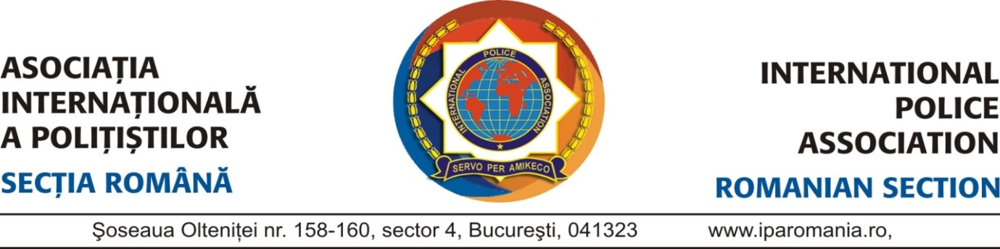 ASOCIAȚIA
INTERNAȚIONALĂ
A POLIȚIȘTILOR
SECȚIA ROMÂNĂ
INTERNATIONAL POLICE ASSOCIATION
SERVO PER AMIKECO
INTERNATIONAL
POLICE
ASSOCIATION
ROMANIAN SECTION
Şoseaua Olteniței nr. 158-160, sector 4, Bucureşti, 041323 www.iparomania.ro,